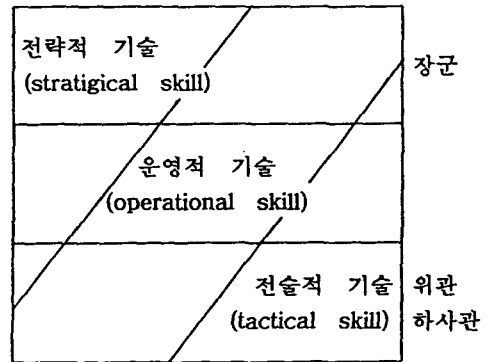 전략적 기술
(stratigical skill)
장군
운영적 기술
(operational skill)
전술적 기술
(tactical skill)
위관
하사관